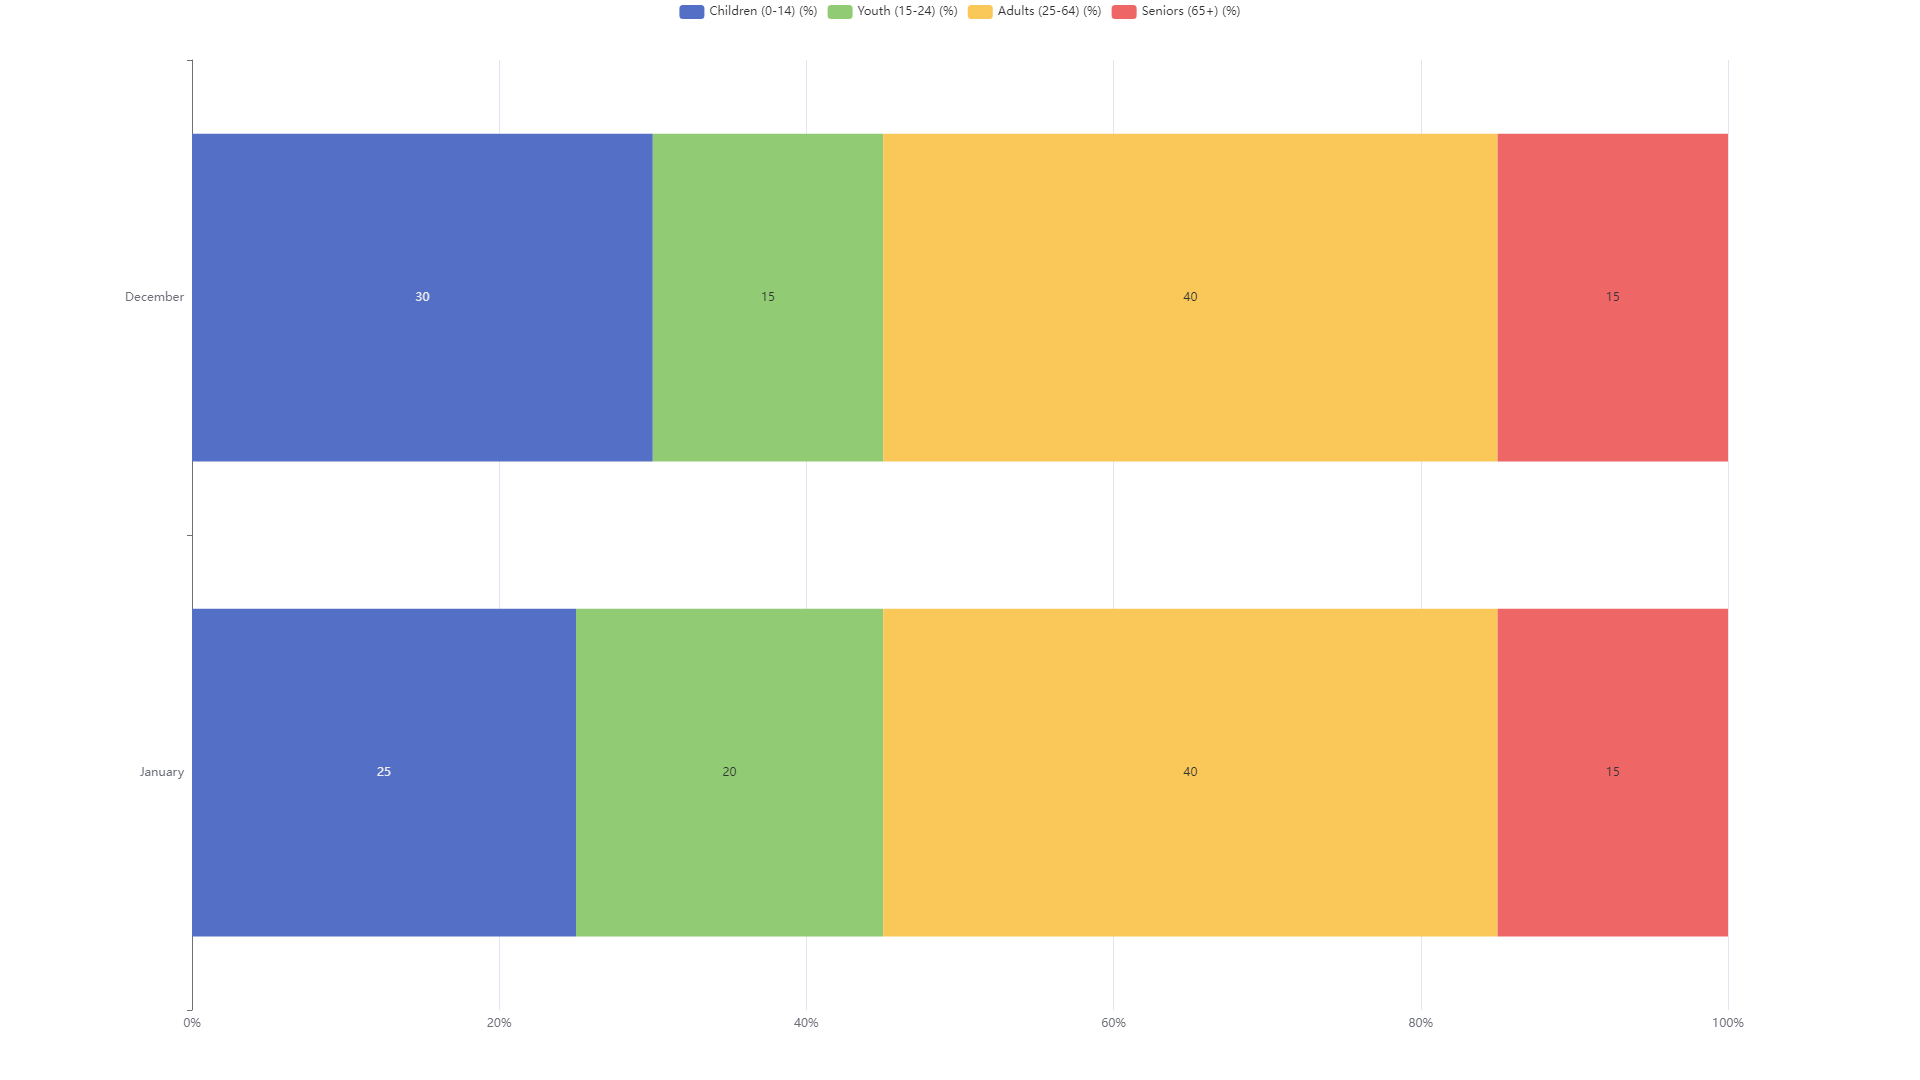 Children (0-14) (%) Youth (15-24) (%) Adults (25-64) (%) Seniors (65+) (%)
December 30 15 40 15
January 25 20 40 15
0% 20% 40% 60% 80% 100%